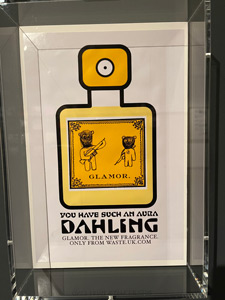 GLAMOR.
YOU HAVE SUCH AN AURA
DAHLING
GLAMOR. THE NEW FRAGRANCE.
ONLY FROM WASTE.UK.COM